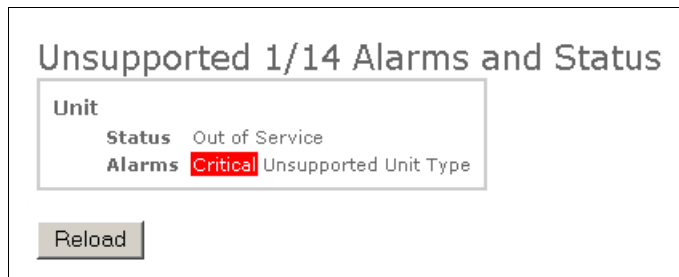 Unsupported 1/14 Alarms and Status
Unit
Status Out of Service
Alarms Critical Unsupported Unit Type
Reload